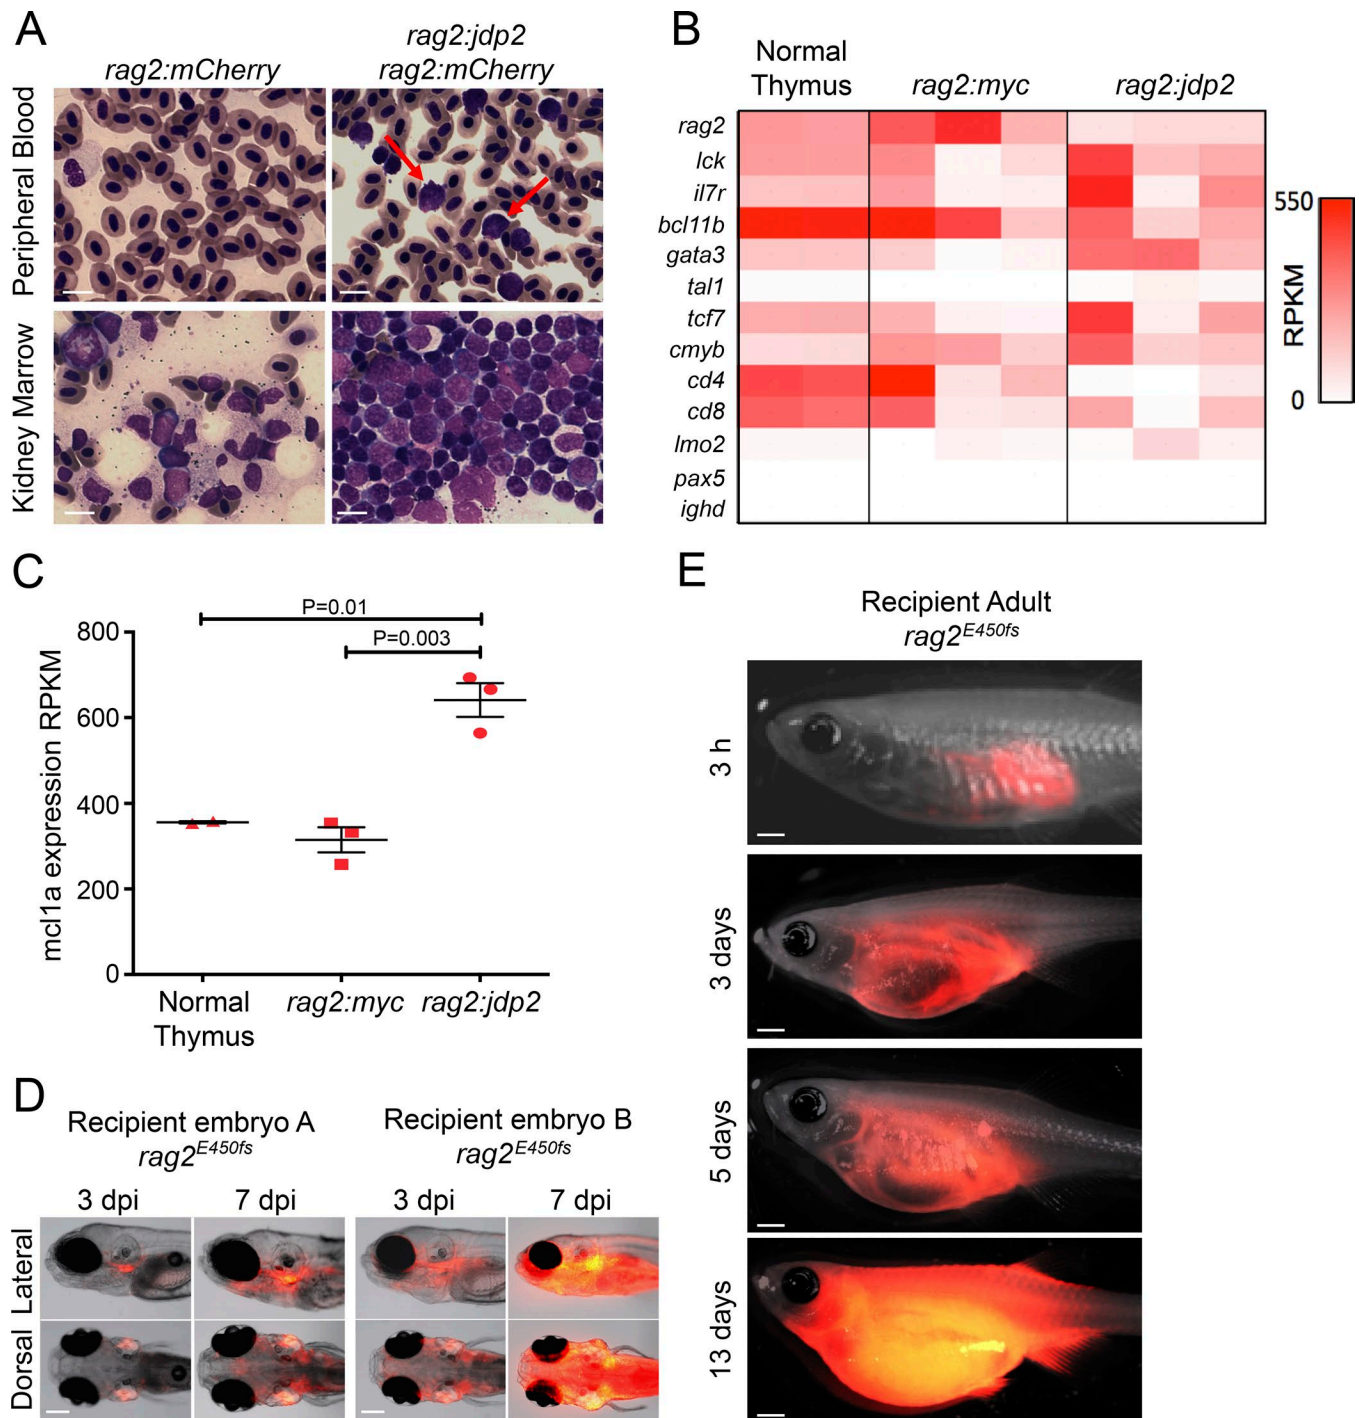 A
rag2:mCherry
rag2:jdp2
rag2:mCherry
Peripheral Blood
Kidney Marrow
B
Normal
Thymus
rag2:myc
rag2:jdp2
rag2
lck
il7r
bcl11b
gata3
tal1
tcf7
cmyb
cd4
cd8
lmo2
pax5
ighd
550
RPKM
0
C
P=0.01
P=0.003
mcl1a expression RPKM
800
600
400
200
0
Normal
Thymus
rag2:myc
rag2:jdp2
D
Recipient embryo A
rag2E450fs
Recipient embryo B
rag2E450fs
3 dpi
7 dpi
3 dpi
7 dpi
Lateral
Dorsal
E
Recipient Adult
rag2E450fs
3 h
3 days
5 days
13 days